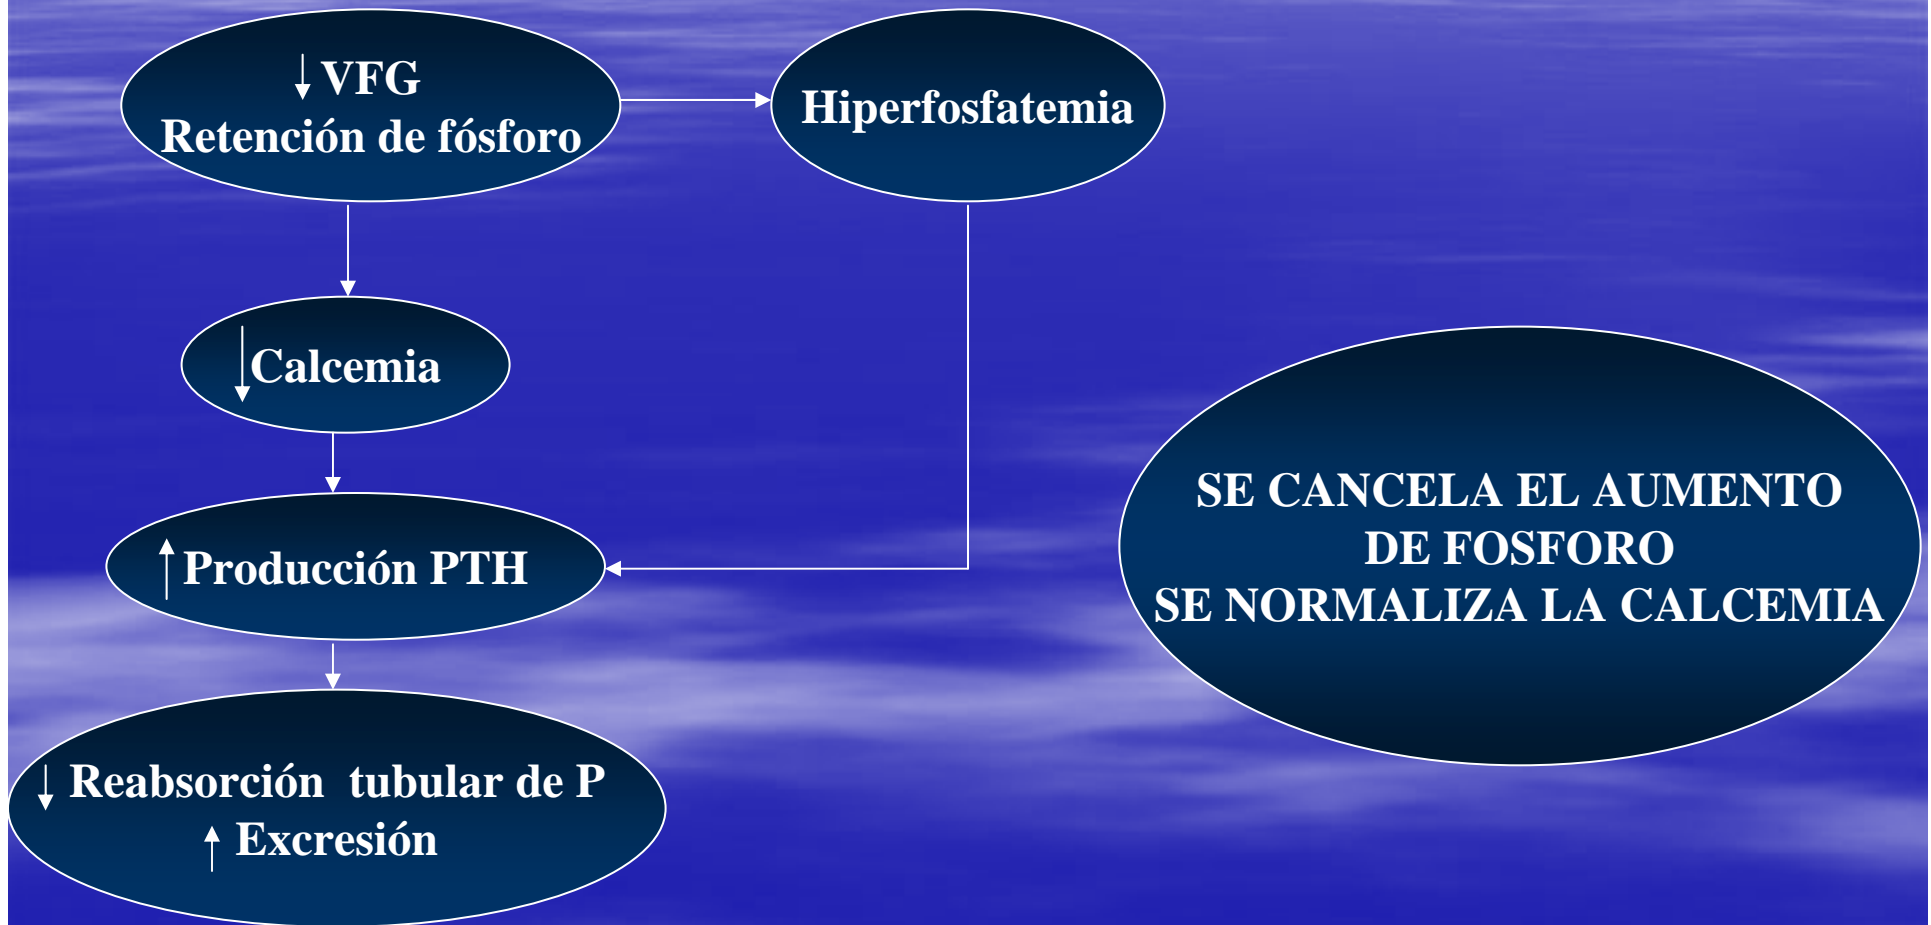 ↓ VFG
Retención de fósforo
Hiperfosfatemia
↓ Calcemia
↑ Producción PTH
SE CANCELA EL AUMENTO
DE FOSFORO
SE NORMALIZA LA CALCEMIA
↓ Reabsorción tubular de P
↑ Excresión